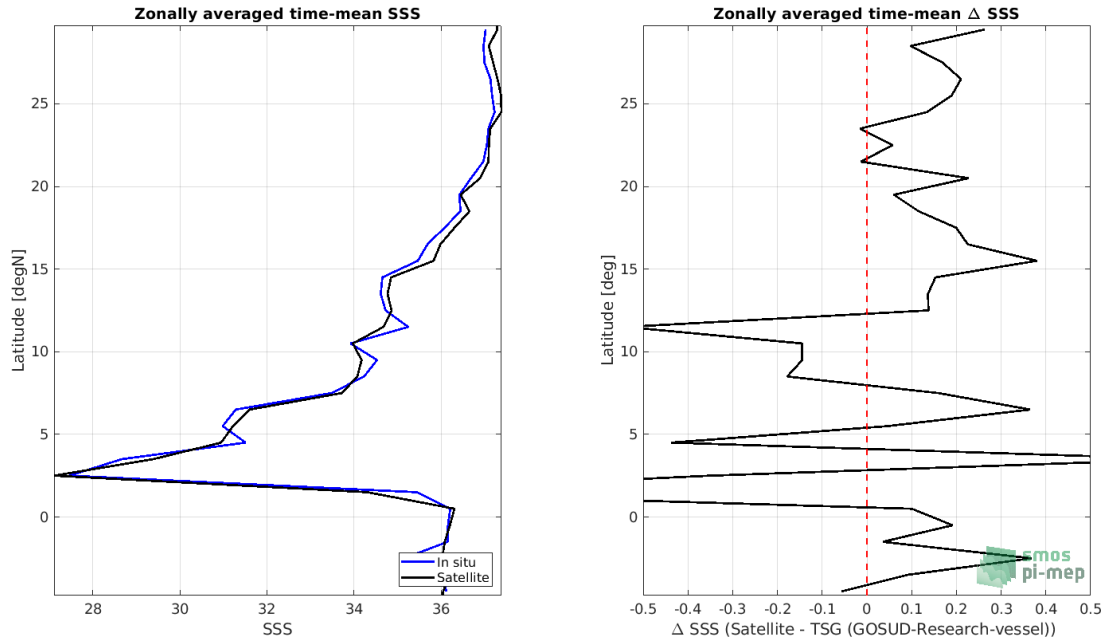 Zonally averaged time-mean SSS
Latitude [degN]
25
20
15
10
5
0
28 30 32 34 36
SSS
In situ
Satellite
Zonally averaged time-mean Δ SSS
Latitude [deg]
25
20
15
10
5
0
-0.5 -0.4 -0.3 -0.2 -0.1 0 0.1 0.2 0.3 0.4 0.5
Δ SSS (Satellite - TSG (GOSUD-Research-vessel))
smos
pi-mep